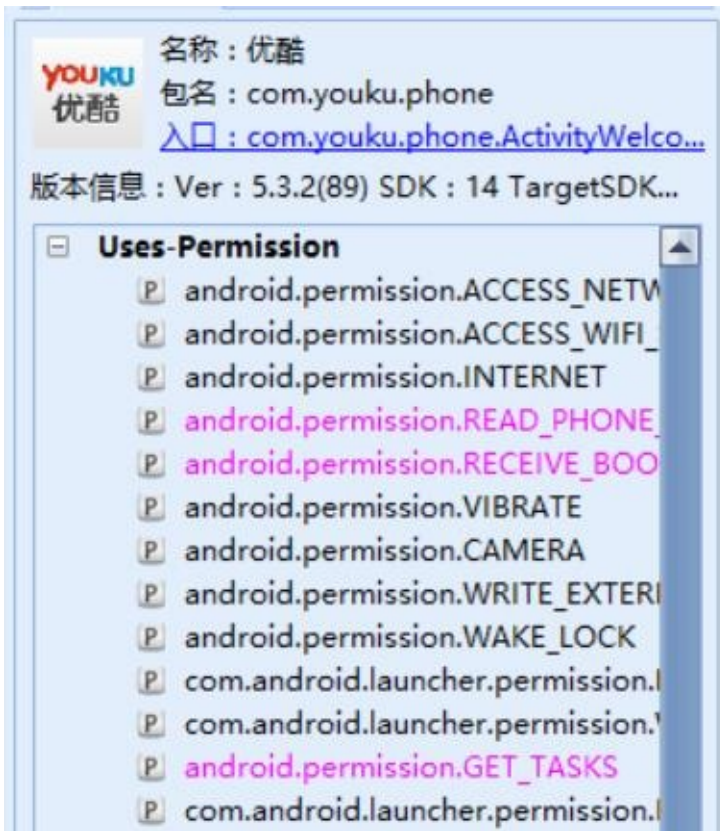 YOUKU
优酷
名称：优酷
包名：com.youku.phone
入口：com.youku.phone.ActivityWelco...
版本信息：Ver：5.3.2(89) SDK：14 TargetSDK...
Uses-Permission
P android.permission.ACCESS_NETW
P android.permission.ACCESS_WIFI_
P android.permission.INTERNET
P android.permission.READ_PHONE_
P android.permission.RECEIVE_BOO
P android.permission.VIBRATE
P android.permission.CAMERA
P android.permission.WRITE_EXTER
P android.permission.WAKE_LOCK
P com.android.launcher.permission.
P com.android.launcher.permission.
P android.permission.GET_TASKS
P com.android.launcher.permission.